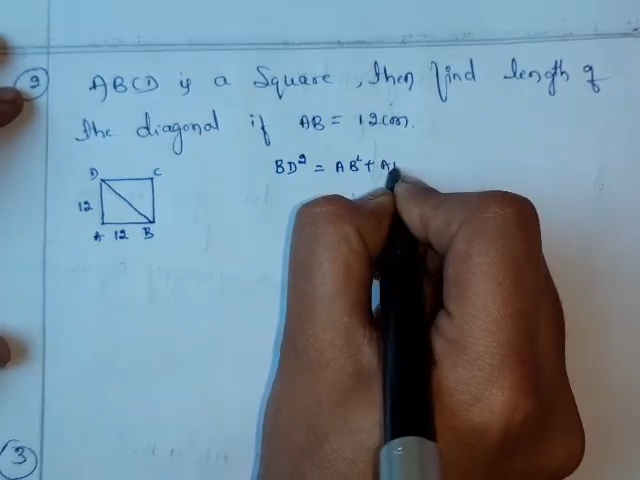 9 ABCD is a Square, then find length of
the diagonal if AB = 12cm.
BD² = AB² + A
D C
12
A 12 B
3